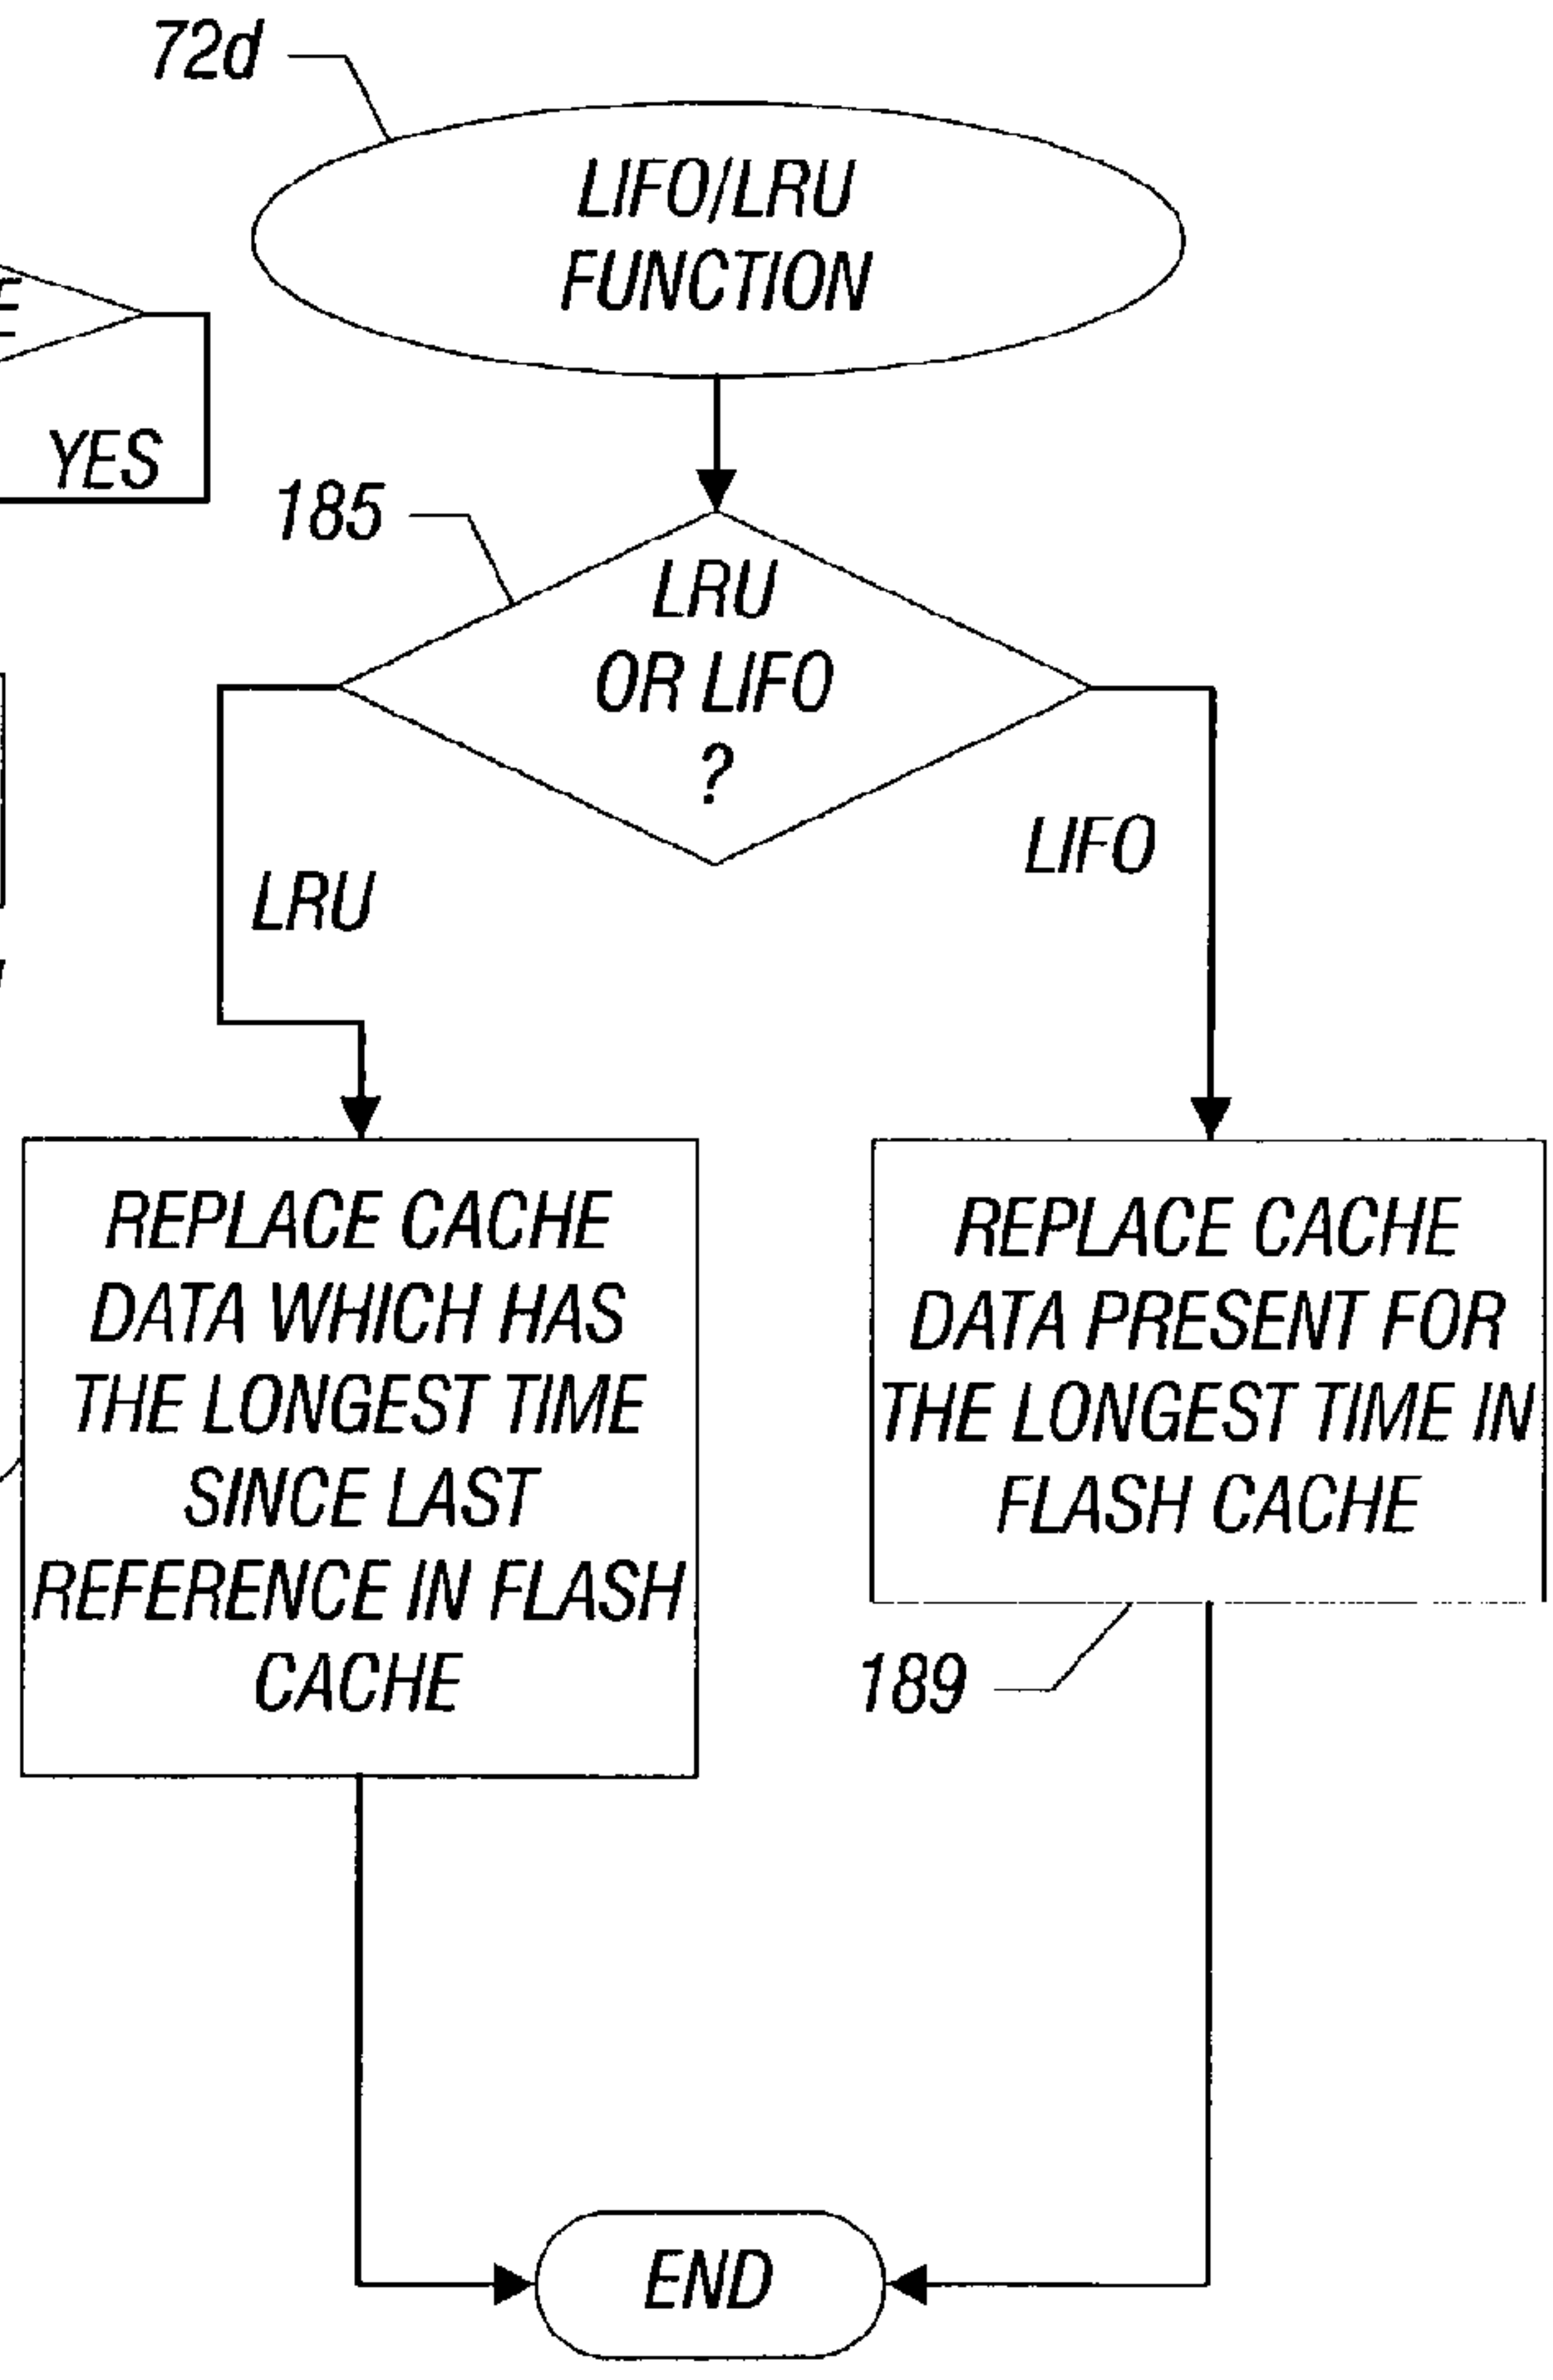 72d
LIFO/LRU
FUNCTION
YES
185
LRU
OR LIFO
?
LRU
LIFO
REPLACE CACHE
DATA WHICH HAS
THE LONGEST TIME
SINCE LAST
REFERENCE IN FLASH
CACHE
REPLACE CACHE
DATA PRESENT FOR
THE LONGEST TIME IN
FLASH CACHE
189
END